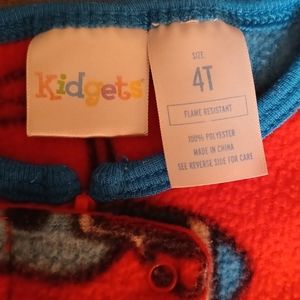 Kidgets
SIZE:
4T
FLAME RESISTANT
100% POLYESTER
MADE IN CHINA
SEE REVERSE SIDE FOR CARE